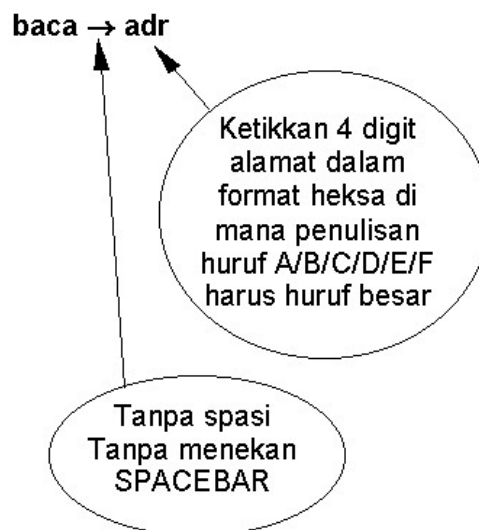 baca → adr
Ketikkan 4 digit
alamat dalam
format heksa di
mana penulisan
huruf A/B/C/D/E/F
harus huruf besar
Tanpa spasi
Tanpa menekan
SPACEBAR